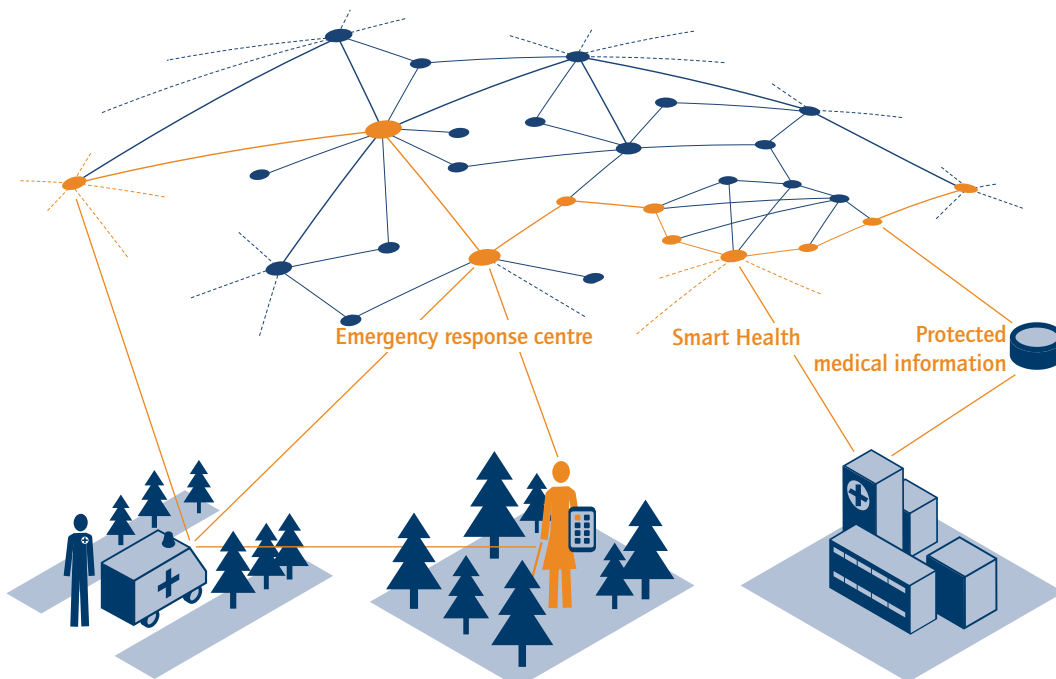 Emergency response centre
Smart Health
Protected
medical information